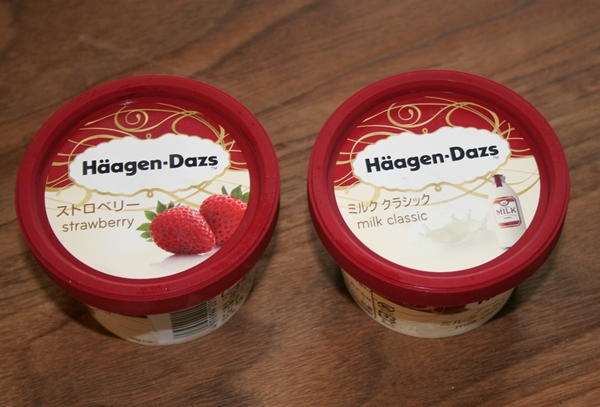 Häagen-Dazs
ストロベリー
strawberry
Häagen-Dazs
ミルク クラシック
milk classic
MILK